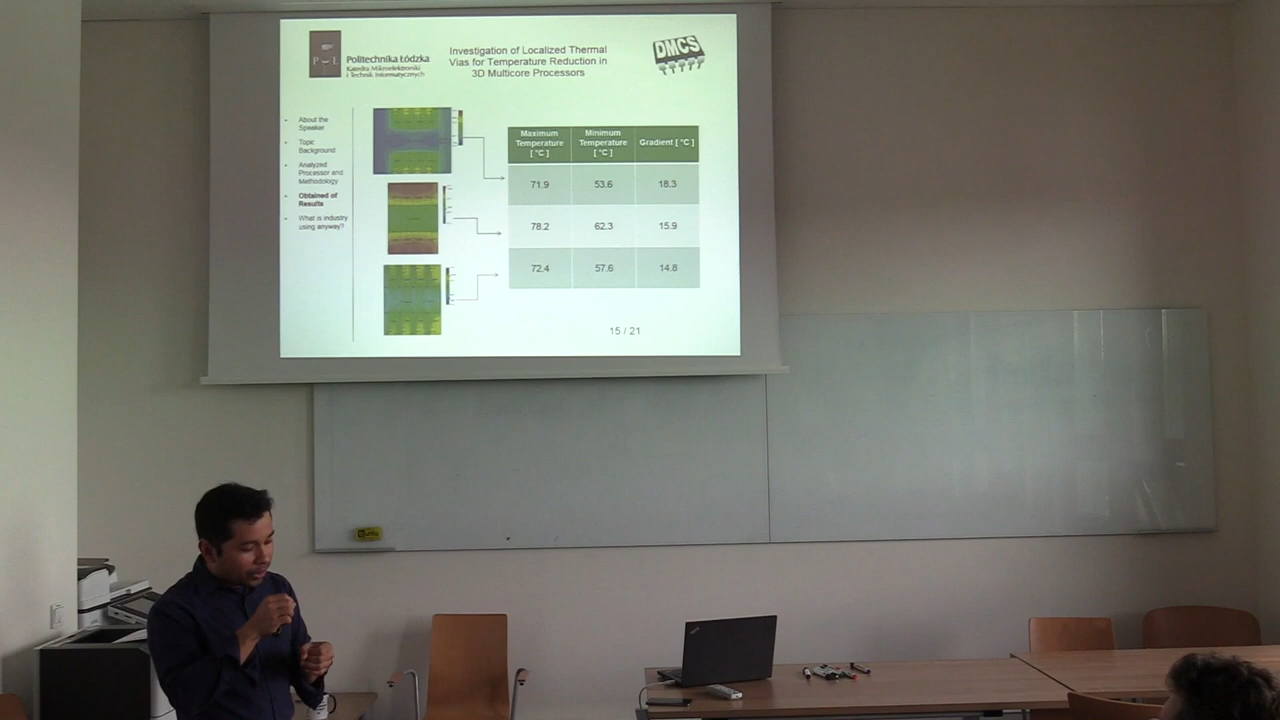 P Ł
Politechnika Łódzka
Katedra Mikroelektroniki
i Technik Informatycznych
Investigation of Localized Thermal
Vias for Temperature Reduction in
3D Multicore Processors
DMCS
- About the
Speaker
- Topic
Background
- Analyzed
Processor and
Methodology
- Obtained of
Results
- What is industry
using anyway?
Maximum
Temperature
[ °C ]
Minimum
Temperature
[ °C ]
Gradient [ °C ]
71.9 53.6 18.3
78.2 62.3 15.9
72.4 57.6 14.8
15 / 21
ThinkPad